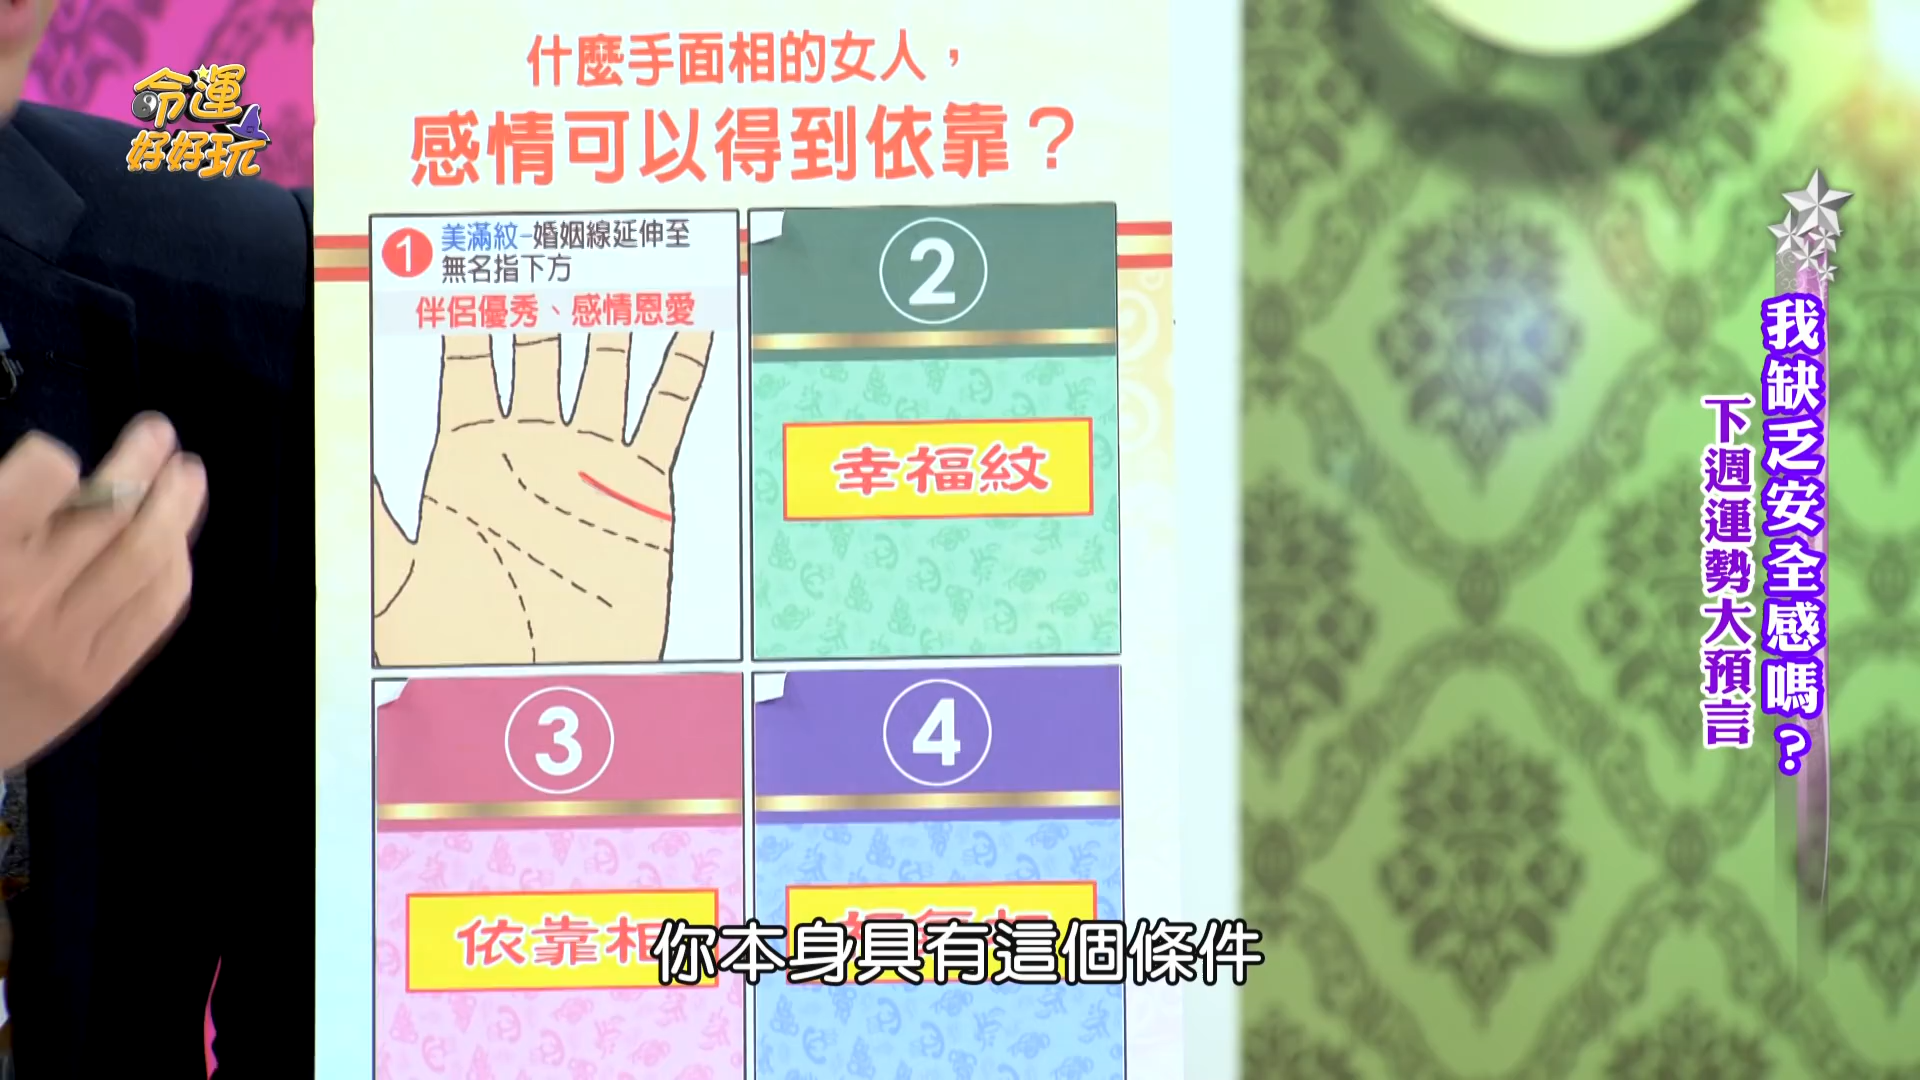 命運
好好玩
什麼手面相的女人，
感情可以得到依靠？
1 美滿紋-婚姻線延伸至
無名指下方
伴侶優秀、感情恩愛
2
幸福紋
3
依靠相
4
你本身具有這個條件
我缺乏安全感嗎？
下週運勢大預言